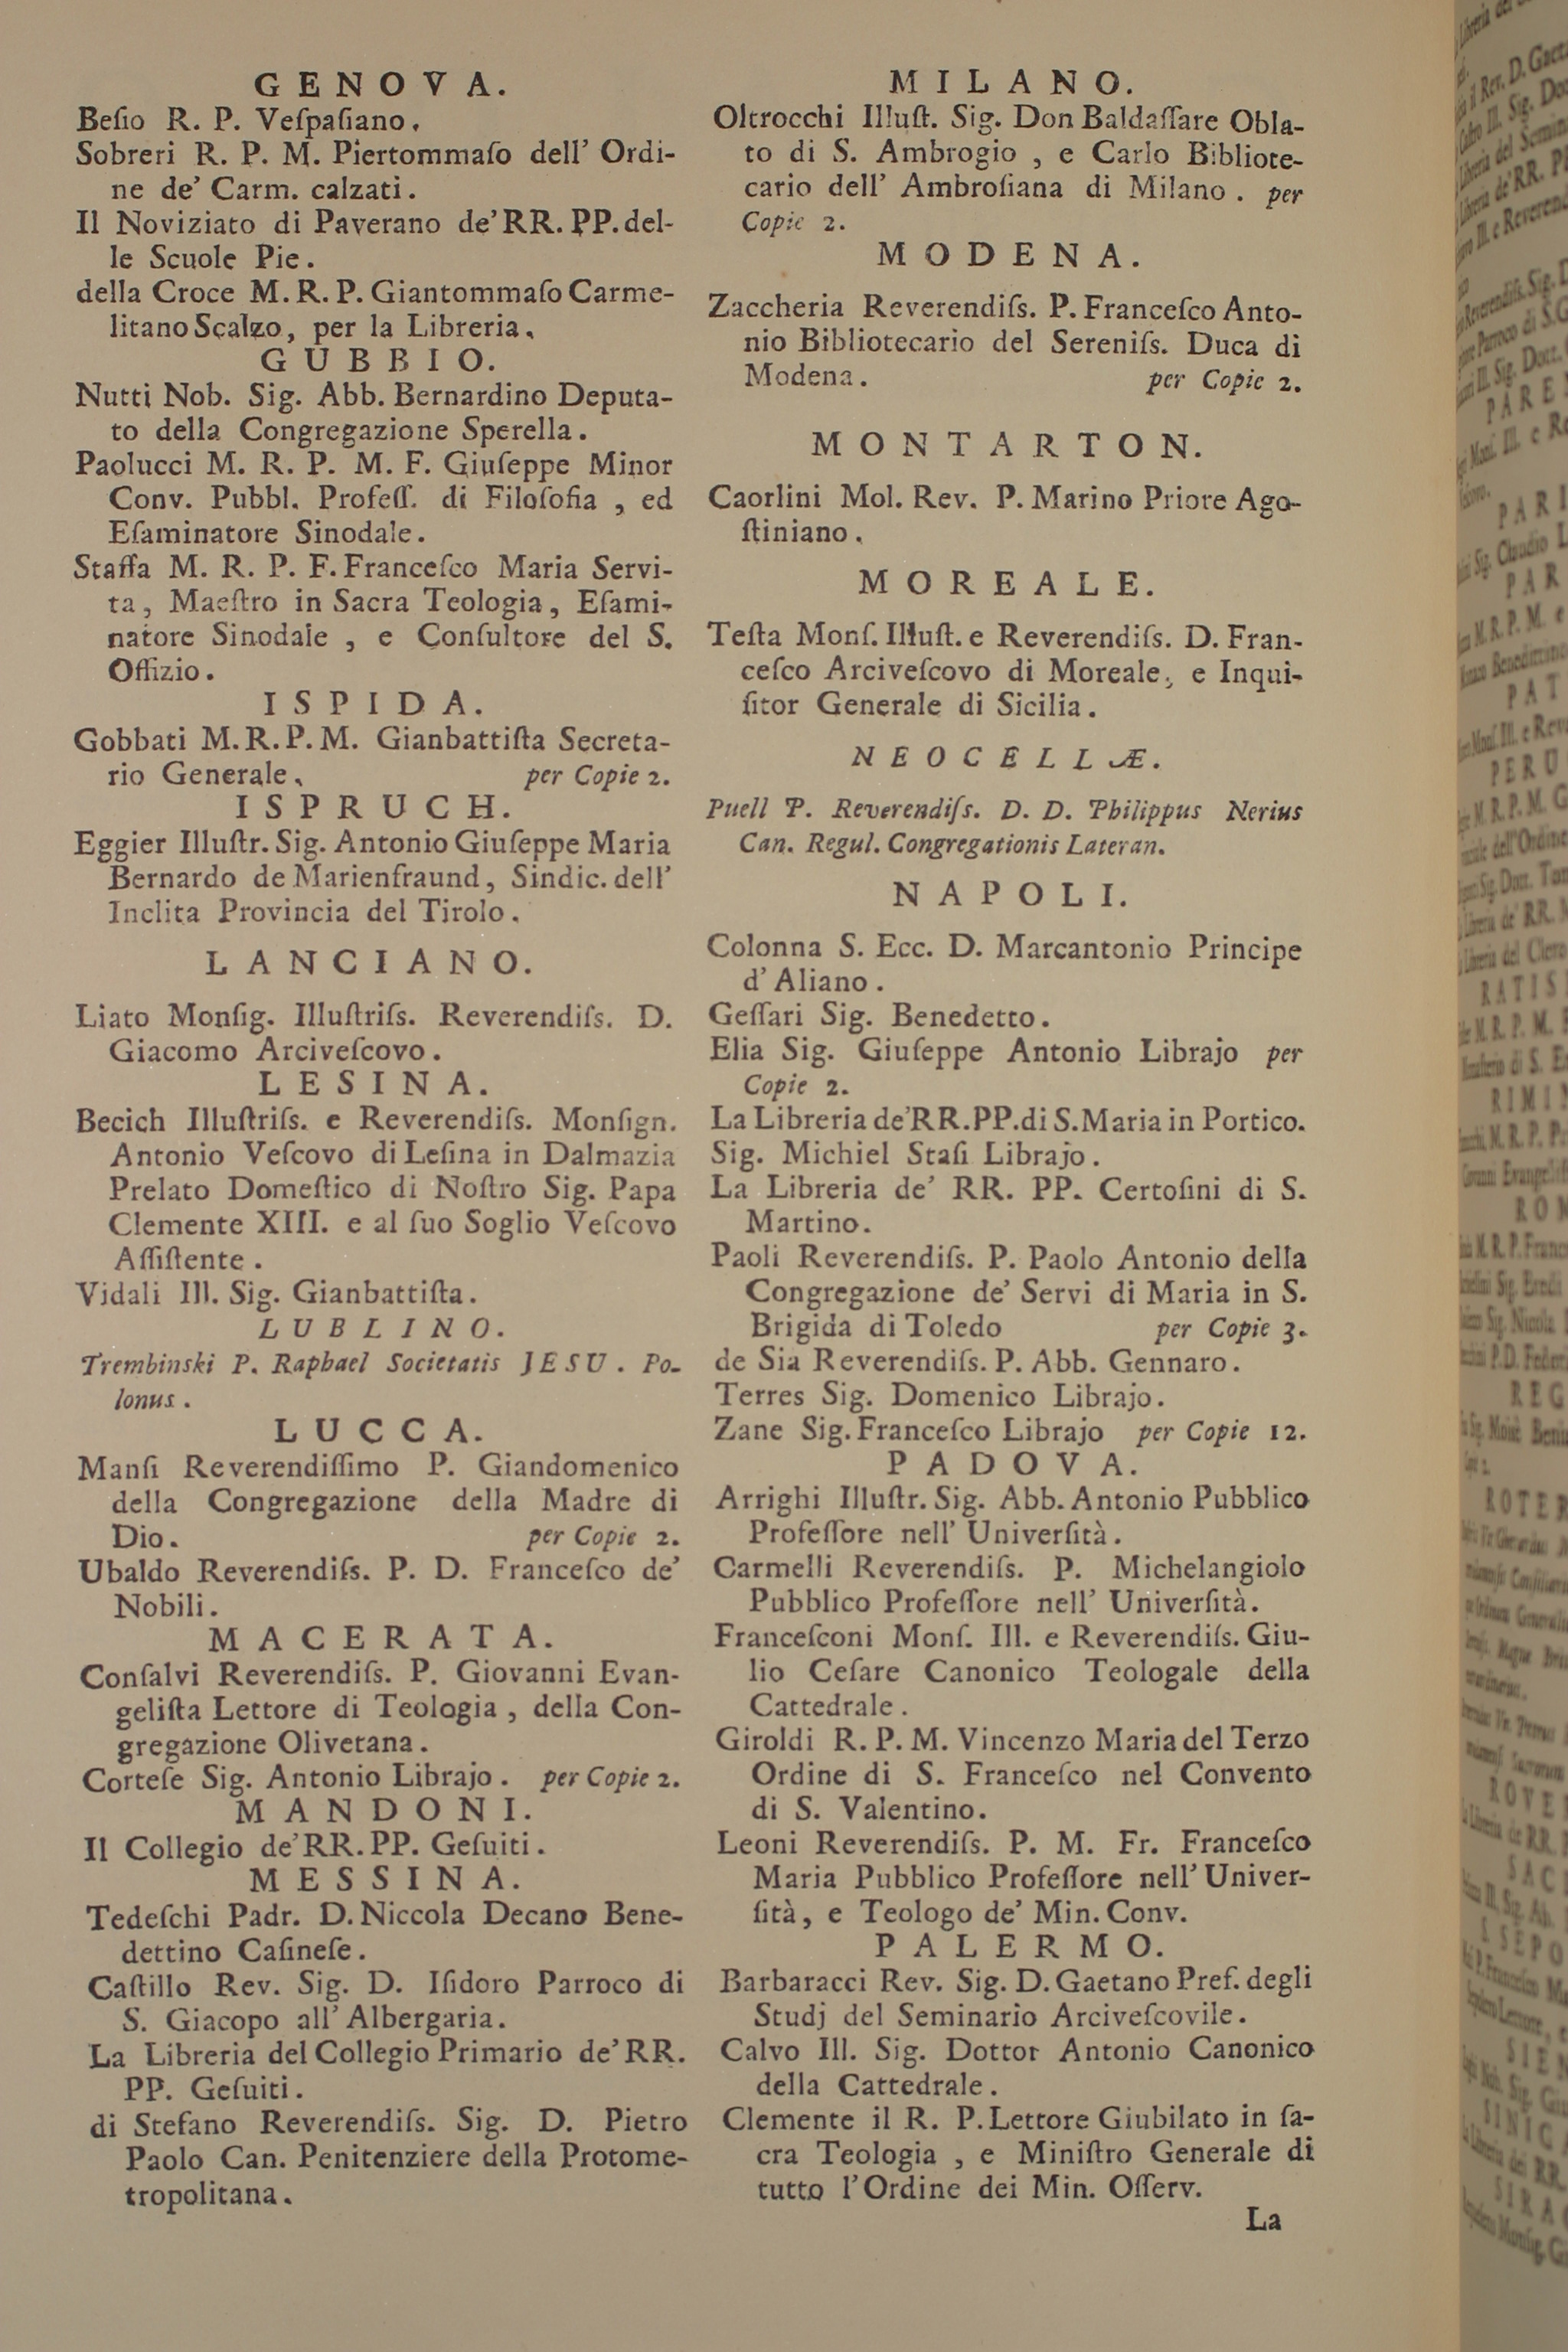 G E N O V A.
Beſio R. P. Veſpaſiano.
Sobreri R. P. M. Piertommaſo dell' Ordi-
ne de' Carm. calzati.
Il Noviziato di Paverano de' RR. PP. del-
le Scuole Pie.
della Croce M. R. P. Giantommaſo Carme-
litano Scalzo, per la Libreria.
G U B B I O.
Nutti Nob. Sig. Abb. Bernardino Deputa-
to della Congregazione Sperella.
Paolucci M. R. P. M. F. Giuſeppe Minor
Conv. Pubbl. Profeſſ. di Filoſofia, ed
Eſaminatore Sinodale.
Staffa M. R. P. F. Franceſco Maria Servi-
ta, Maeſtro in Sacra Teologia, Eſami-
natore Sinodale, e Conſultore del S.
Offizio.
I S P I D A.
Gobbati M. R. P. M. Gianbattiſta Secreta-
rio Generale. per Copie 2.
I S P R U C H.
Eggier Illuſtr. Sig. Antonio Giuſeppe Maria
Bernardo de Marienfraund, Sindic. dell'
Inclita Provincia del Tirolo.
L A N C I A N O.
Liato Monſig. Illuſtriſs. Reverendiſs. D.
Giacomo Arciveſcovo.
L E S I N A.
Becich Illuſtriſs. e Reverendiſs. Monſign.
Antonio Veſcovo di Leſina in Dalmazia
Prelato Domeſtico di Noſtro Sig. Papa
Clemente XIII. e al ſuo Soglio Veſcovo
Aſſiſtente.
Vidali Ill. Sig. Gianbattiſta.
L U B L I N O.
Trembinski P. Raphael Societatis JESU. Po-
lonus.
L U C C A.
Manſi Reverendiſſimo P. Giandomenico
della Congregazione della Madre di
Dio. per Copie 2.
Ubaldo Reverendiſs. P. D. Franceſco de'
Nobili.
M A C E R A T A.
Conſalvi Reverendiſs. P. Giovanni Evan-
geliſta Lettore di Teologia, della Con-
gregazione Olivetana.
Corteſe Sig. Antonio Librajo. per Copie 2.
M A N D O N I.
Il Collegio de' RR. PP. Geſuiti.
M E S S I N A.
Tedeſchi Padr. D. Niccola Decano Bene-
dettino Caſineſe.
Caſtillo Rev. Sig. D. Iſidoro Parroco di
S. Giacopo all' Albergaria.
La Libreria del Collegio Primario de' RR.
PP. Geſuiti.
di Stefano Reverendiſs. Sig. D. Pietro
Paolo Can. Penitenziere della Protome-
tropolitana.
M I L A N O.
Oltrocchi Illuſt. Sig. Don Baldaſſare Obla-
to di S. Ambrogio, e Carlo Bibliote-
cario dell' Ambroſiana di Milano. per
Copie 2.
M O D E N A.
Zaccheria Reverendiſs. P. Franceſco Anto-
nio Bibliotecario del Sereniſs. Duca di
Modena. per Copie 2.
M O N T A R T O N.
Caorlini Mol. Rev. P. Marino Priore Ago-
ſtiniano.
M O R E A L E.
Teſta Monſ. Illuſt. e Reverendiſs. D. Fran-
ceſco Arciveſcovo di Moreale, e Inqui-
ſitor Generale di Sicilia.
N E O C E L L Æ.
Puell P. Reverendiſs. D. D. Philippus Nerius
Can. Regul. Congregationis Lateran.
N A P O L I.
Colonna S. Ecc. D. Marcantonio Principe
d' Aliano.
Geſſari Sig. Benedetto.
Elia Sig. Giuſeppe Antonio Librajo per
Copie 2.
La Libreria de' RR. PP. di S. Maria in Portico.
Sig. Michiel Staſi Librajo.
La Libreria de' RR. PP. Certoſini di S.
Martino.
Paoli Reverendiſs. P. Paolo Antonio della
Congregazione de' Servi di Maria in S.
Brigida di Toledo per Copie 3.
de Sia Reverendiſs. P. Abb. Gennaro.
Terres Sig. Domenico Librajo.
Zane Sig. Franceſco Librajo per Copie 12.
P A D O V A.
Arrighi Illuſtr. Sig. Abb. Antonio Pubblico
Profeſſore nell' Univerſità.
Carmelli Reverendiſs. P. Michelangiolo
Pubblico Profeſſore nell' Univerſità.
Franceſconi Monſ. Ill. e Reverendiſs. Giu-
lio Ceſare Canonico Teologale della
Cattedrale.
Giroldi R. P. M. Vincenzo Maria del Terzo
Ordine di S. Franceſco nel Convento
di S. Valentino.
Leoni Reverendiſs. P. M. Fr. Franceſco
Maria Pubblico Profeſſore nell' Univer-
ſità, e Teologo de' Min. Conv.
P A L E R M O.
Barbaracci Rev. Sig. D. Gaetano Pref. degli
Studj del Seminario Arciveſcovile.
Calvo Ill. Sig. Dottor Antonio Canonico
della Cattedrale.
Clemente il R. P. Lettore Giubilato in ſa-
cra Teologia, e Miniſtro Generale di
tutto l'Ordine dei Min. Oſſerv.
La